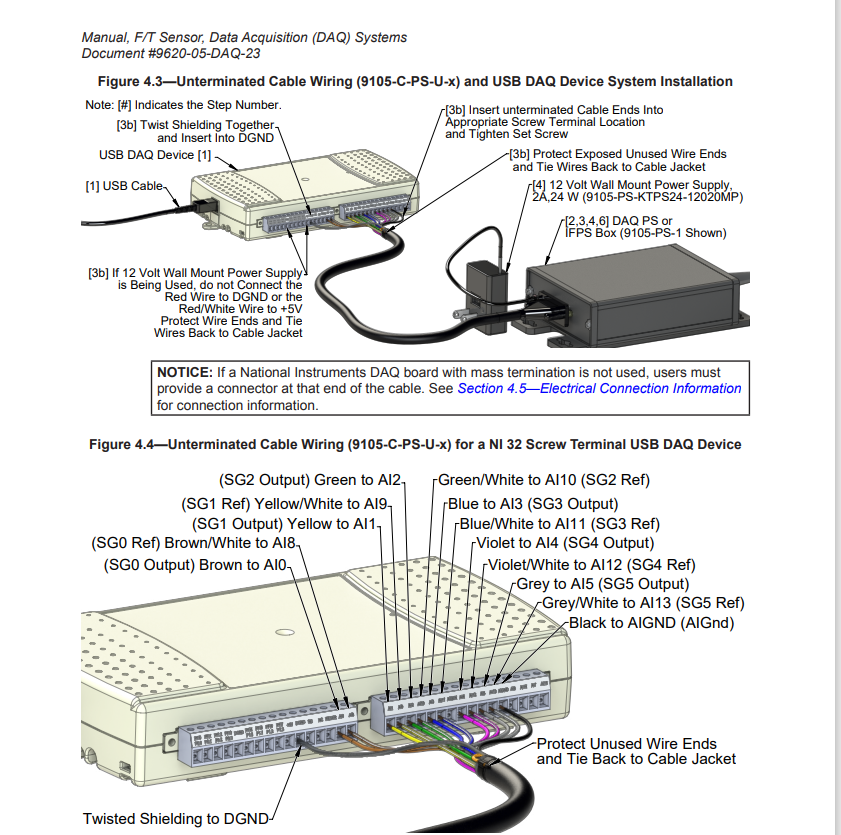 Manual, F/T Sensor, Data Acquisition (DAQ) Systems
Document #9620-05-DAQ-23
Figure 4.3—Unterminated Cable Wiring (9105-C-PS-U-x) and USB DAQ Device System Installation
Note: [#] Indicates the Step Number.
[3b] Twist Shielding Together
and Insert Into DGND
USB DAQ Device [1]
[1] USB Cable
[3b] Insert unterminated Cable Ends Into
Appropriate Screw Terminal Location
and Tighten Set Screw
[3b] Protect Exposed Unused Wire Ends
and Tie Wires Back to Cable Jacket
[4] 12 Volt Wall Mount Power Supply,
2A,24 W (9105-PS-KTPS24-12020MP)
[2,3,4,6] DAQ PS or
IFPS Box (9105-PS-1 Shown)
[3b] If 12 Volt Wall Mount Power Supply
is Being Used, do not Connect the
Red Wire to DGND or the
Red/White Wire to +5V
Protect Wire Ends and Tie
Wires Back to Cable Jacket
NOTICE: If a National Instruments DAQ board with mass termination is not used, users must
provide a connector at that end of the cable. See Section 4.5—Electrical Connection Information
for connection information.
Figure 4.4—Unterminated Cable Wiring (9105-C-PS-U-x) for a NI 32 Screw Terminal USB DAQ Device
(SG2 Output) Green to AI2
(SG1 Ref) Yellow/White to AI9
(SG1 Output) Yellow to AI1
(SG0 Ref) Brown/White to AI8
(SG0 Output) Brown to AI0
Green/White to AI10 (SG2 Ref)
Blue to AI3 (SG3 Output)
Blue/White to AI11 (SG3 Ref)
Violet to AI4 (SG4 Output)
Violet/White to AI12 (SG4 Ref)
Grey to AI5 (SG5 Output)
Grey/White to AI13 (SG5 Ref)
Black to AIGND (AIGnd)
Protect Unused Wire Ends
and Tie Back to Cable Jacket
Twisted Shielding to DGND